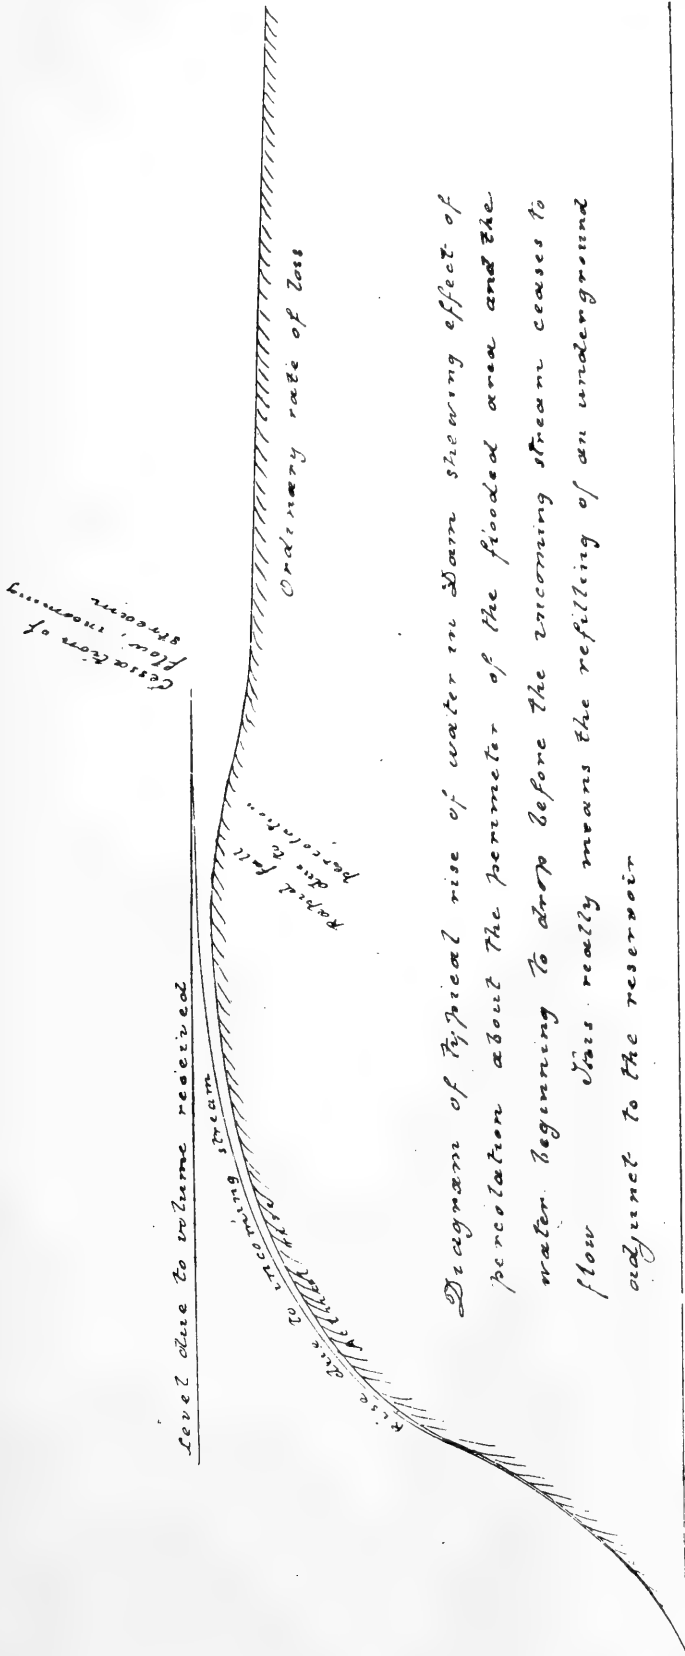 Level due to volume received
Cessation of
flow, incoming
stream
rise due to incoming stream
Rapid fall
due to
percolation
Ordinary rate of loss
Diagram of typical rise of water in Dam shewing effect of
percolation about the perimeter of the flooded area and the
water beginning to drop before the incoming stream ceases to
flow This really means the refilling of an underground
adjunct to the reservoir